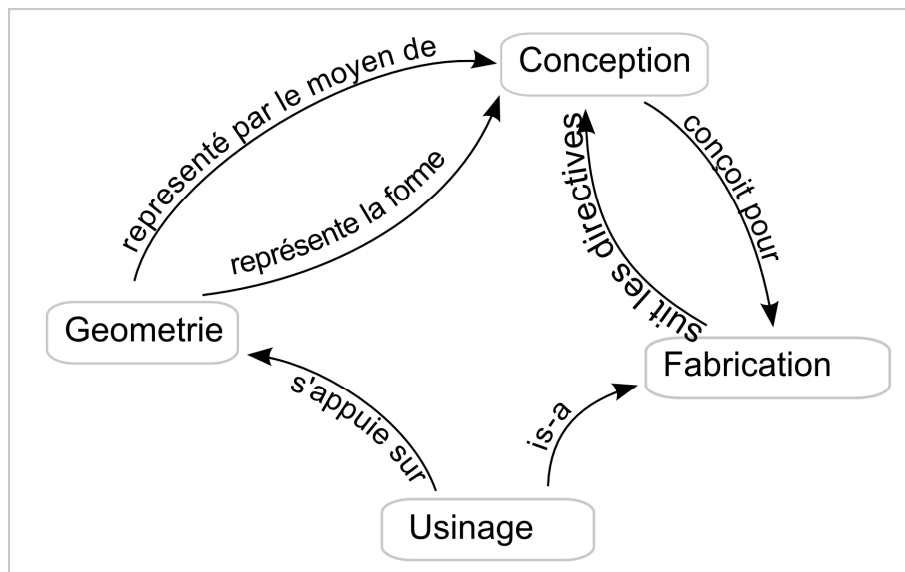 Conception
representé par le moyen de
conçoit pour
suit les directives
représente la forme
Geometrie
Fabrication
s'appuie sur
is-a
Usinage